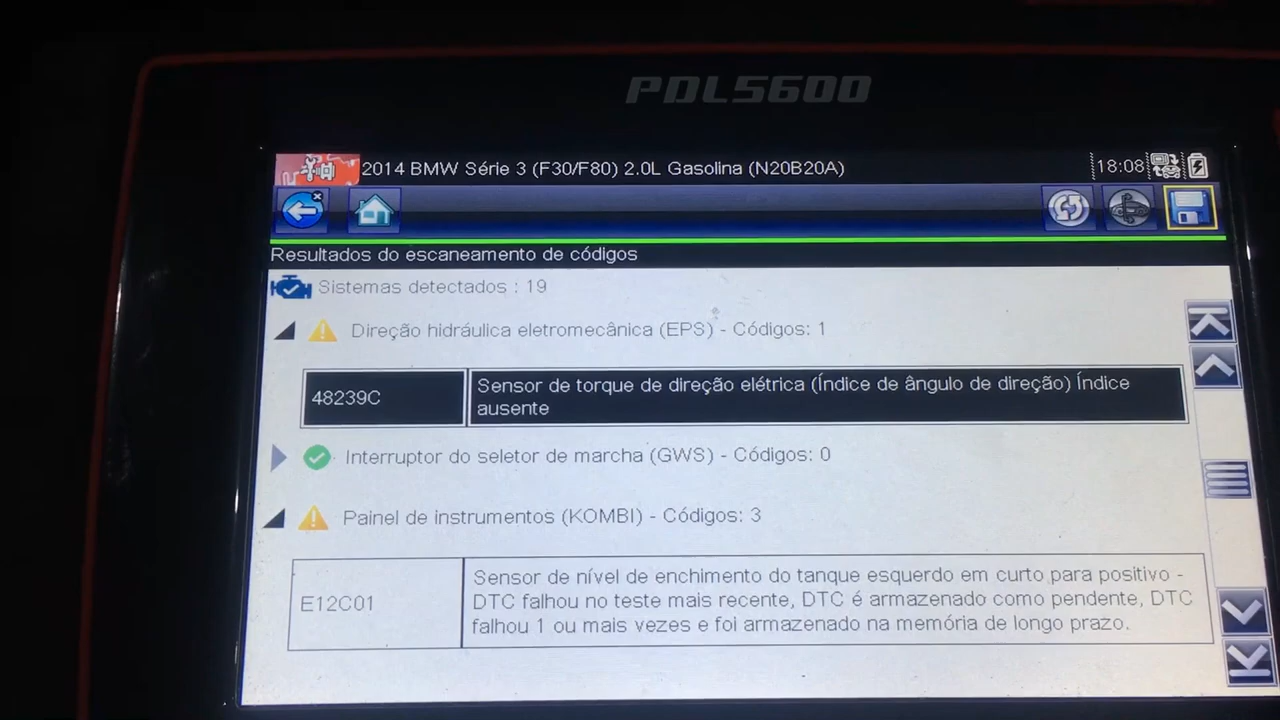 PDL5600
2014 BMW Série 3 (F30/F80) 2.0L Gasolina (N20B20A)
18:08
Resultados do escaneamento de códigos
Sistemas detectados : 19
Direção hidráulica eletromecânica (EPS) - Códigos: 1
48239C
Sensor de torque de direção elétrica (Índice de ângulo de direção) Índice
ausente
Interruptor do seletor de marcha (GWS) - Códigos: 0
Painel de instrumentos (KOMBI) - Códigos: 3
E12C01
Sensor de nível de enchimento do tanque esquerdo em curto para positivo -
DTC falhou no teste mais recente, DTC é armazenado como pendente, DTC
falhou 1 ou mais vezes e foi armazenado na memória de longo prazo.